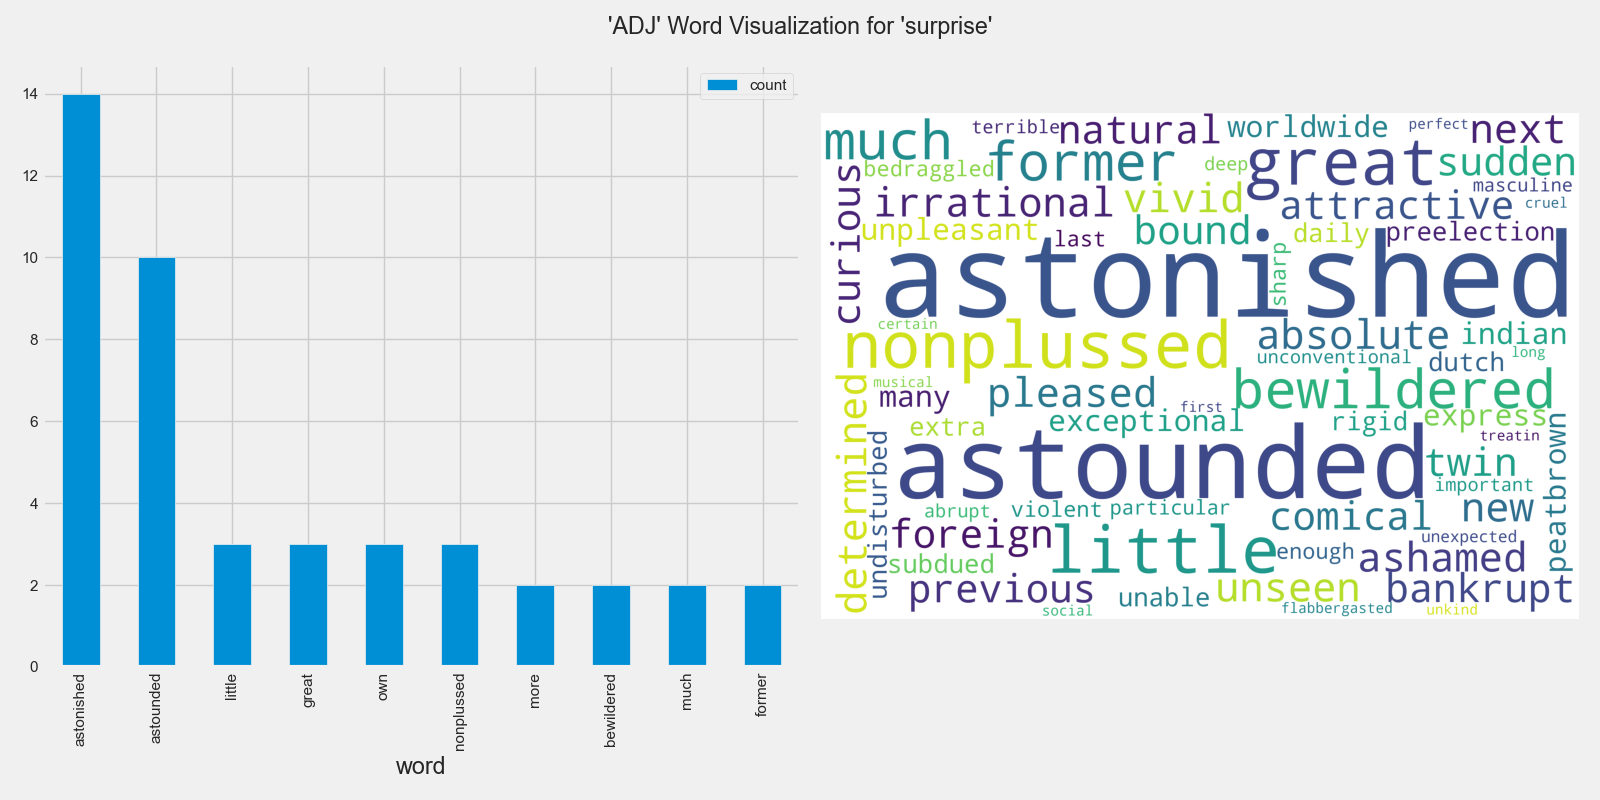 'ADJ' Word Visualization for 'surprise'
count
14
12
10
8
6
4
2
0
astonished
astounded
little
great
own
nonplussed
more
bewildered
much
former
word
much
terrible
natural
worldwide
perfect
next
bedraggled
former
deep
great
sudden
curious
irrational
vivid
attractive
masculine
cruel
unpleasant
last
bound
daily
preelection
astonished
sharp
certain
nonplussed
absolute
indian
unconventional
dutch
long
musical
many
pleased
first
bewildered
determined
extra
exceptional
rigid
express
treatin
undisturbed
astounded
twin
important
peatbrown
abrupt
violent
particular
comical
new
foreign
little
enough
unexpected
ashamed
subdued
previous
unable
unseen
bankrupt
social
flabbergasted
unkind